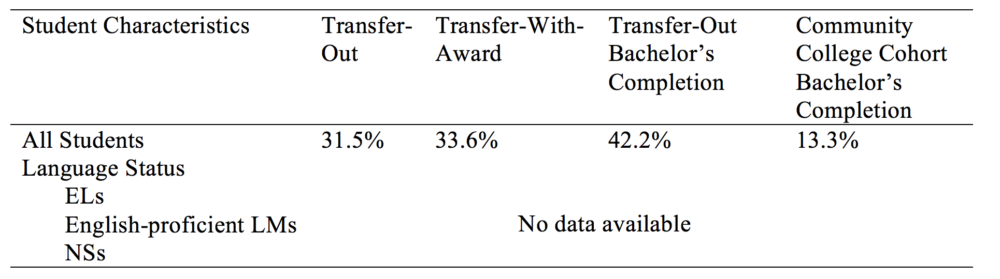 Student Characteristics Transfer- Transfer-With- Transfer-Out Community
Out Award Bachelor’s College Cohort
Completion Bachelor’s
Completion
All Students 31.5% 33.6% 42.2% 13.3%
Language Status
ELs
English-proficient LMs No data available
NSs